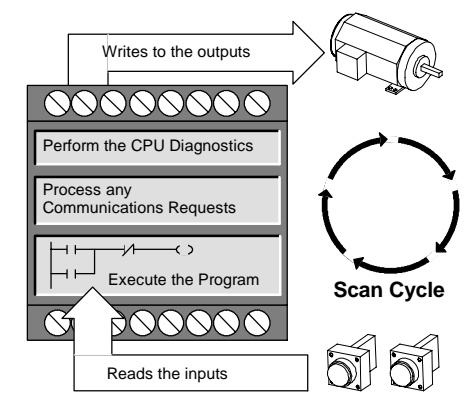 Writes to the outputs
Perform the CPU Diagnostics
Process any
Communications Requests
Execute the Program
Scan Cycle
Reads the inputs